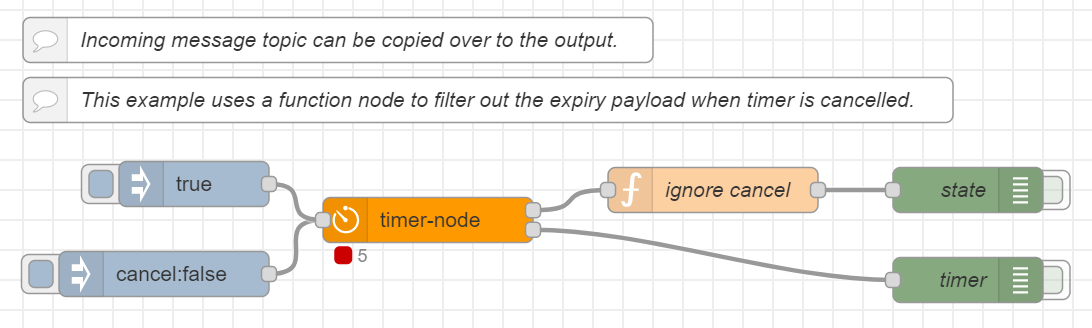 Incoming message topic can be copied over to the output.
This example uses a function node to filter out the expiry payload when timer is cancelled.
true
ignore cancel
state
timer-node
5
cancel:false
timer